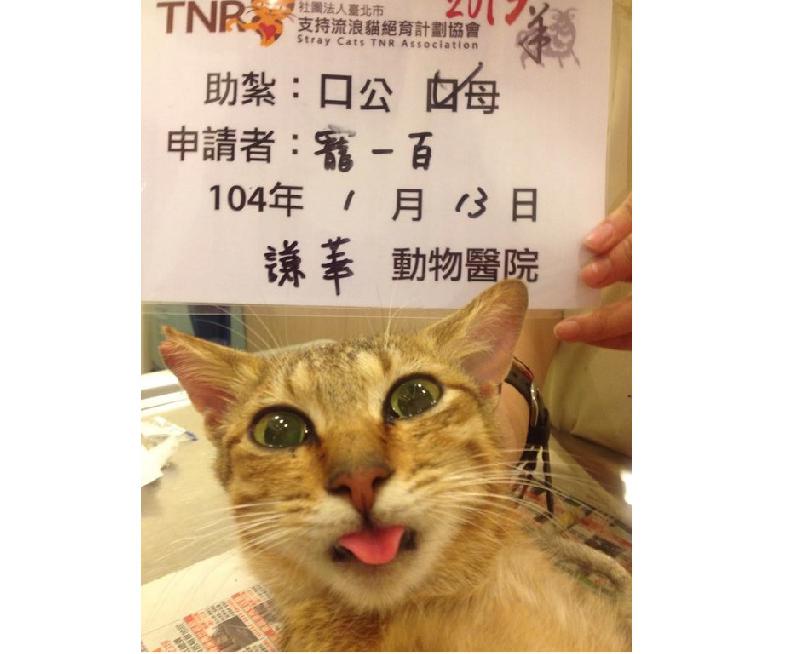 TNR 社團法人臺北市 2015 羊
支持流浪貓絕育計劃協會
Stray Cats TNR Association
助紮：口公 口母
申請者：寵一百
104年 1 月 13 日
謙華 動物醫院